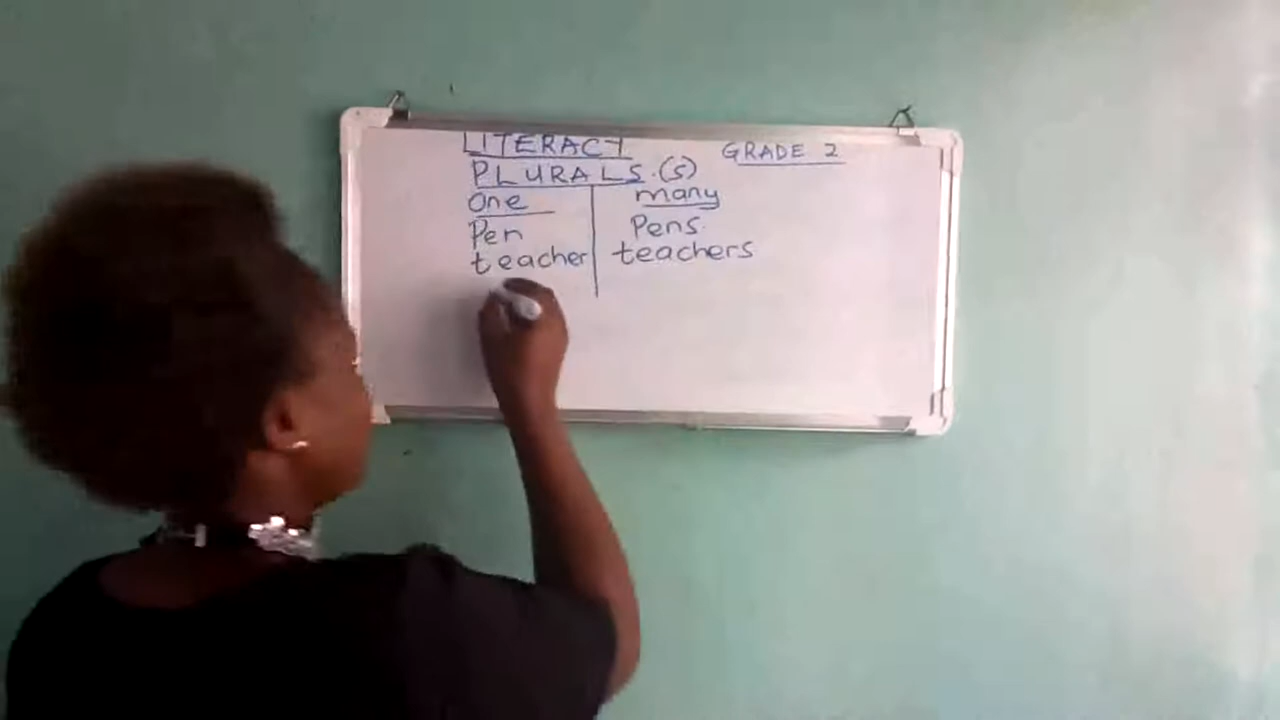 LITERACY GRADE 2
PLURALS.(s)
One many
Pen Pens.
teacher teachers